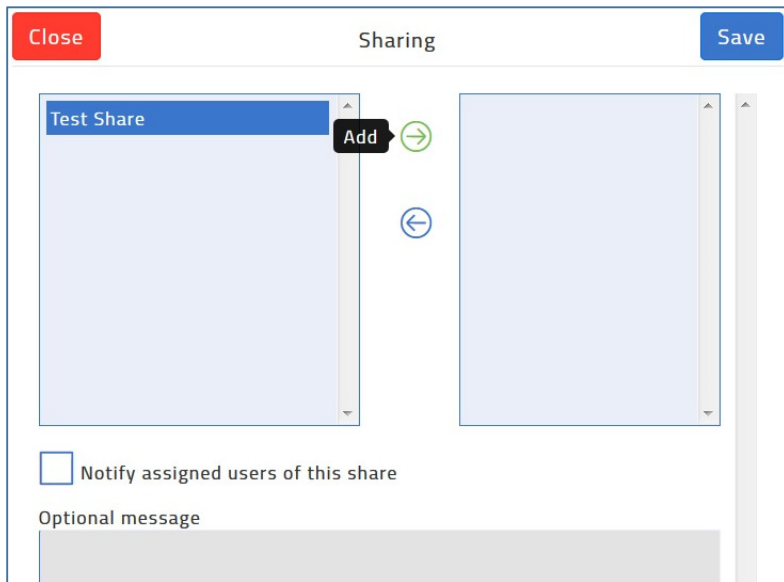 Close
Sharing
Save
Test Share
Add
Notify assigned users of this share
Optional message